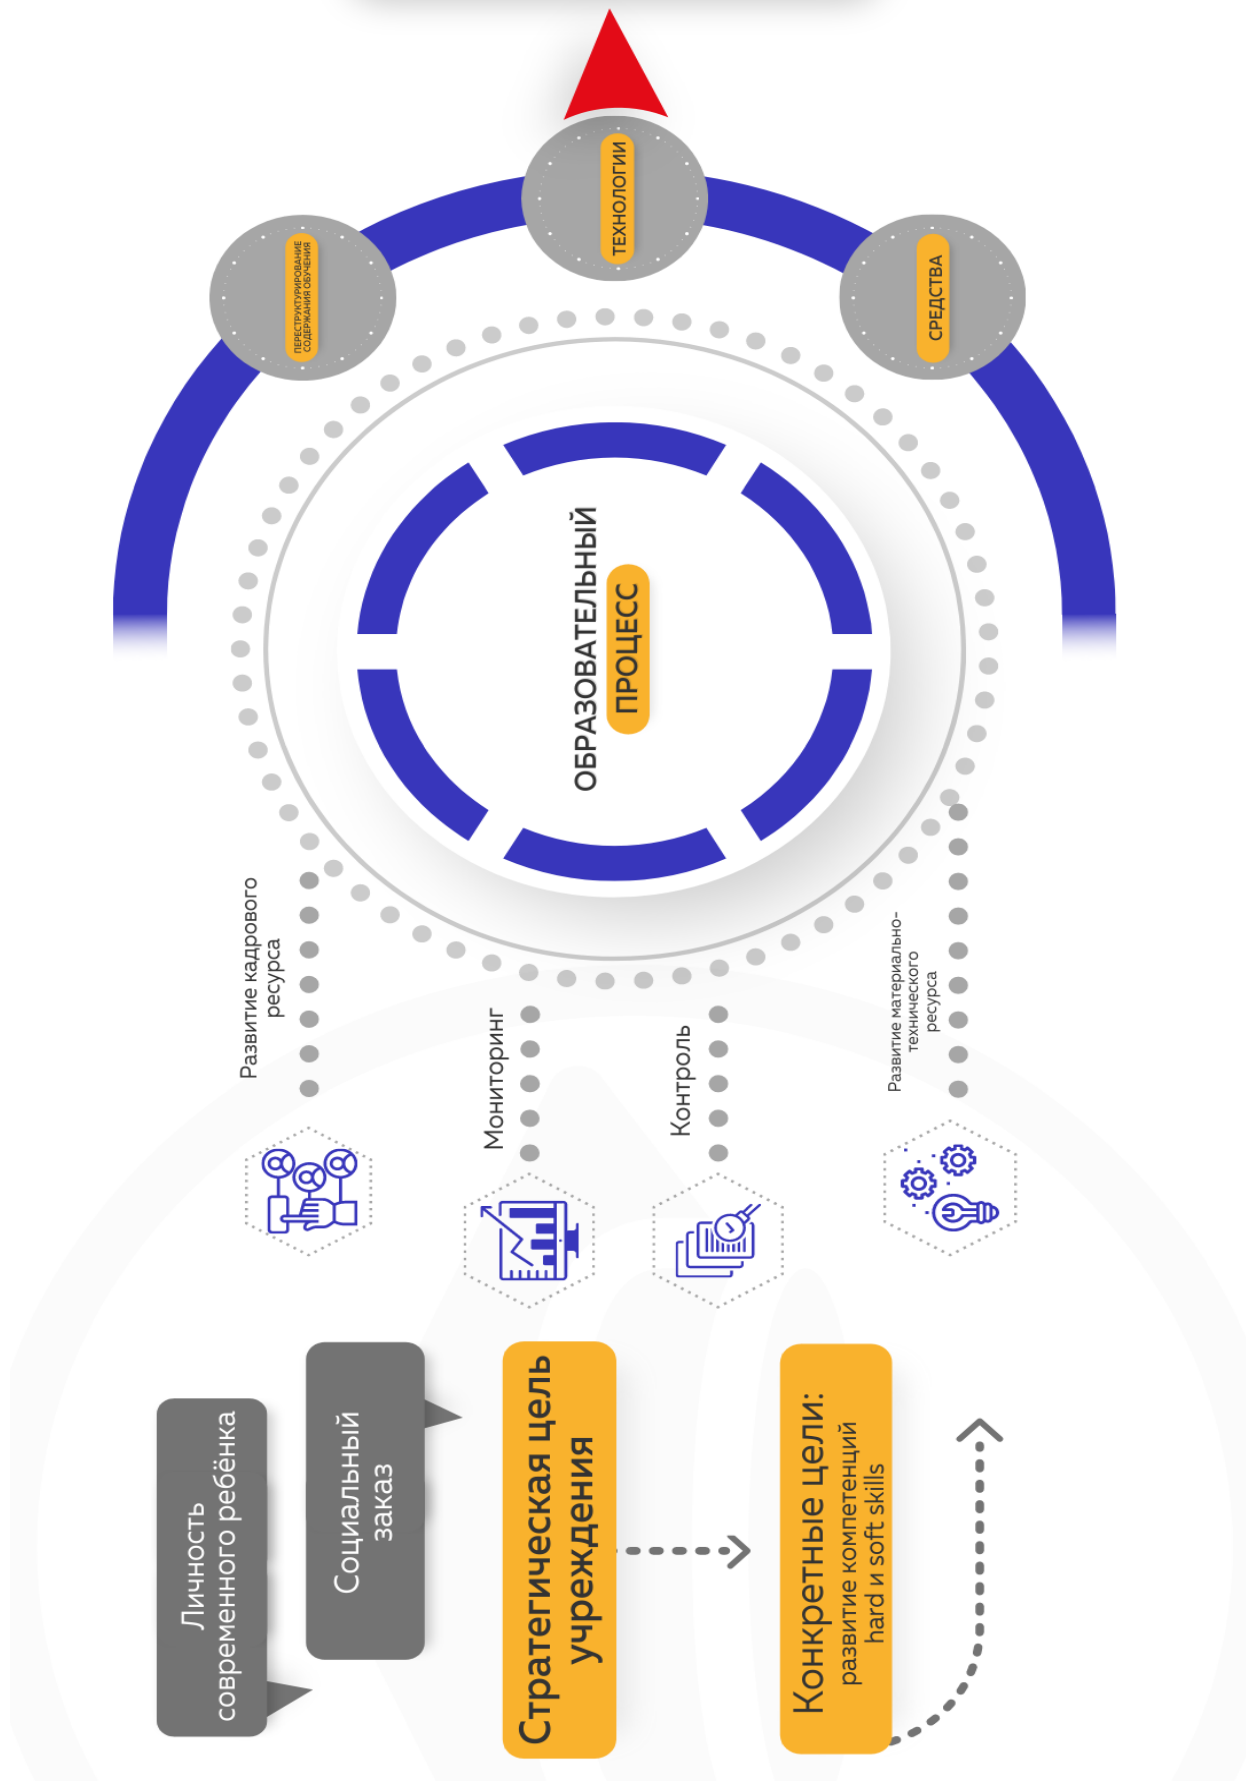 Личность
современного ребёнка
Социальный
заказ
Стратегическая цель
учреждения
Конкретные цели:
развитие компетенций
hard и soft skills
Развитие кадрового
ресурса
Мониторинг
Контроль
Развитие материально-
технического
ресурса
ОБРАЗОВАТЕЛЬНЫЙ
ПРОЦЕСС
ПЕРЕСТРУКТУРИРОВАНИЕ
СОДЕРЖАНИЯ ОБУЧЕНИЯ
ТЕХНОЛОГИИ
СРЕДСТВА